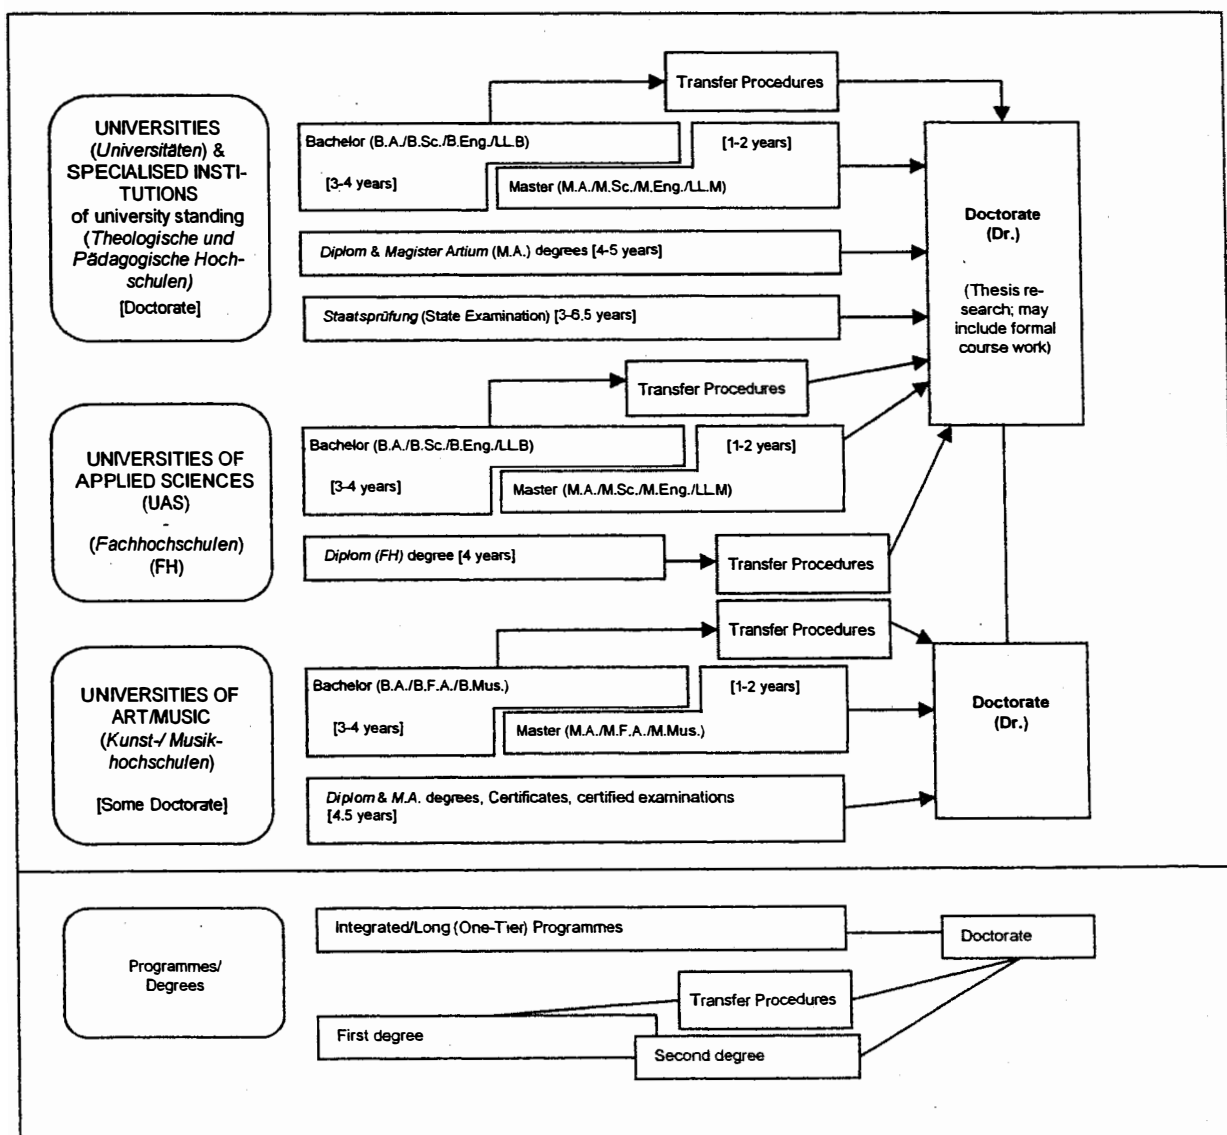 Transfer Procedures
UNIVERSITIES
(Universitäten) &
SPECIALISED INSTI-
TUTIONS
of university standing
(Theologische und
Pädagogische Hoch-
schulen)
[Doctorate]
Bachelor (B.A./B.Sc./B.Eng./LL.B)
[3-4 years]
[1-2 years]
Master (M.A./M.Sc./M.Eng./LL.M)
Diplom & Magister Artium (M.A.) degrees [4-5 years]
Staatsprüfung (State Examination) [3-6,5 years]
Doctorate
(Dr.)
(Thesis re-
search; may
include formal
course work)
Transfer Procedures
UNIVERSITIES OF
APPLIED SCIENCES
(UAS)
-
(Fachhochschulen)
(FH)
Bachelor (B.A./B.Sc./B.Eng./LL.B)
[3-4 years]
[1-2 years]
Master (M.A./M.Sc./M.Eng./LL.M)
Diplom (FH) degree [4 years]
Transfer Procedures
Transfer Procedures
UNIVERSITIES OF
ART/MUSIC
(Kunst-/ Musik-
hochschulen)
[Some Doctorate]
Bachelor (B.A./B.F.A./B.Mus.)
[3-4 years]
[1-2 years]
Master (M.A./M.F.A./M.Mus.)
Diplom & M.A. degrees, Certificates, certified examinations
[4.5 years]
Doctorate
(Dr.)
Programmes/
Degrees
Integrated/Long (One-Tier) Programmes
Doctorate
Transfer Procedures
First degree
Second degree